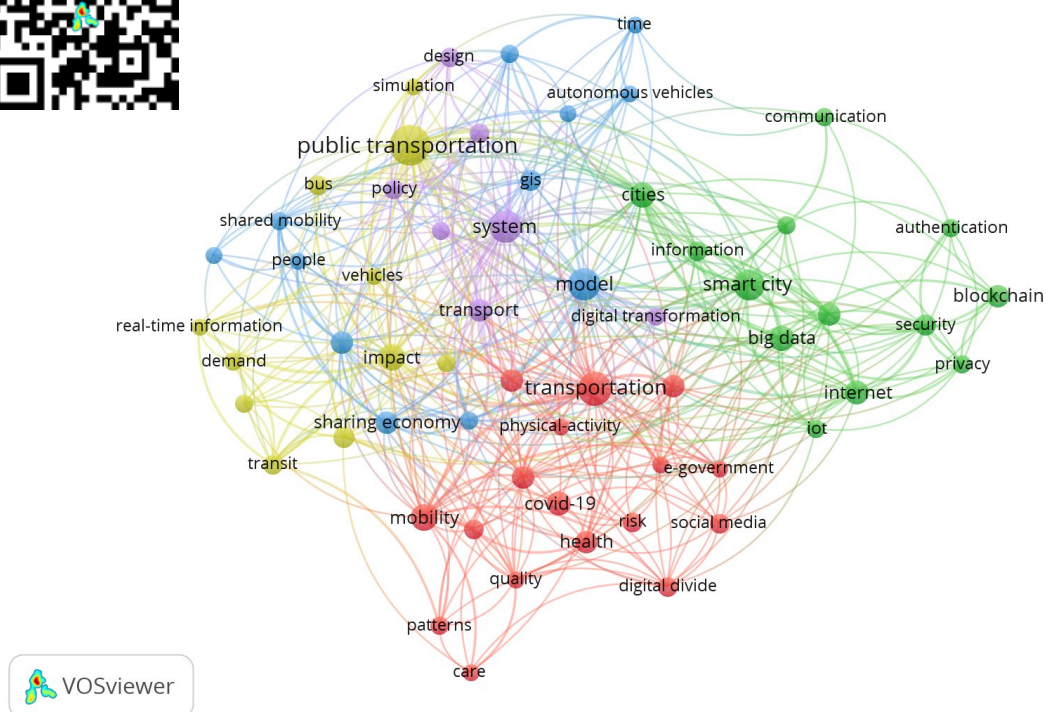 time
design
simulation
autonomous vehicles
communication
public transportation
bus
policy
gis
cities
shared mobility
system
authentication
people
information
vehicles
model
smart city
blockchain
transport
digital transformation
real-time information
security
big data
demand
impact
privacy
transportation
internet
sharing economy
physical-activity
iot
transit
e-government
covid-19
mobility
risk
social media
health
quality
digital divide
patterns
care
VOSviewer